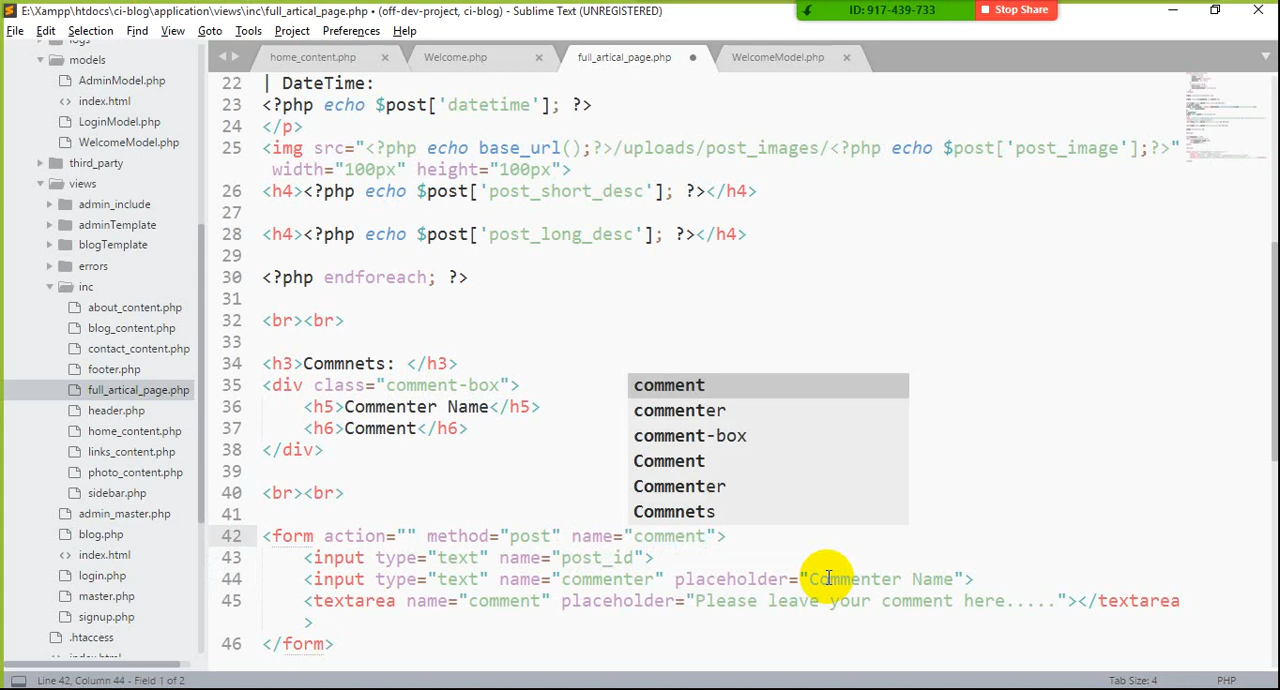 E:\Xampp\htdocs\ci-blog\application\views\inc\full_artical_page.php • (off-dev-project, ci-blog) - Sublime Text (UNREGISTERED)
ID: 917-439-733
Stop Share
File Edit Selection Find View Goto Tools Project Preferences Help
home_content.php
Welcome.php
full_artical_page.php
WelcomeModel.php
models
AdminModel.php
index.html
LoginModel.php
WelcomeModel.php
third_party
views
admin_include
adminTemplate
blogTemplate
errors
inc
about_content.php
blog_content.php
contact_content.php
footer.php
full_artical_page.php
header.php
home_content.php
links_content.php
photo_content.php
sidebar.php
admin_master.php
blog.php
index.html
login.php
master.php
signup.php
.htaccess
22 | DateTime:
23 <?php echo $post['datetime']; ?>
24 </p>
25 <img src="<?php echo base_url();?>/uploads/post_images/<?php echo $post['post_image'];?>"
width="100px" height="100px">
26 <h4><?php echo $post['post_short_desc']; ?></h4>
27
28 <h4><?php echo $post['post_long_desc']; ?></h4>
29
30 <?php endforeach; ?>
31
32 <br><br>
33
34 <h3>Commnets: </h3>
35 <div class="comment-box">
36 <h5>Commenter Name</h5>
37 <h6>Comment</h6>
38 </div>
39
40 <br><br>
41
42 <form action="" method="post" name="comment">
43 <input type="text" name="post_id">
44 <input type="text" name="commenter" placeholder="Commenter Name">
45 <textarea name="comment" placeholder="Please leave your comment here....."></textarea
>
46 </form>
comment
commenter
comment-box
Comment
Commenter
Commnets
Line 42, Column 44 - Field 1 of 2
Tab Size: 4
PHP